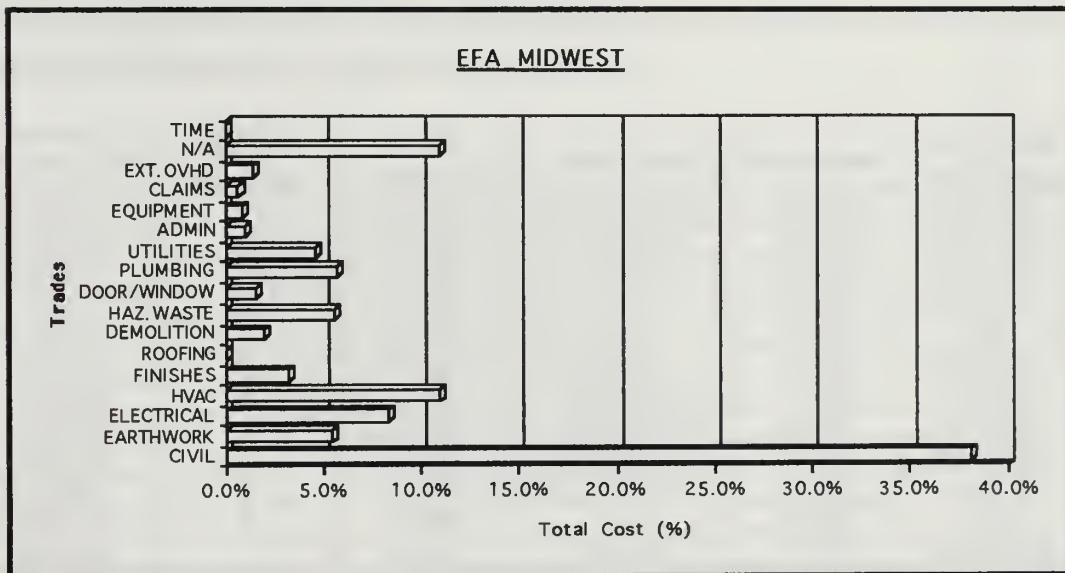 EFA MIDWEST
Trades
TIME
N/A
EXT. OVHD
CLAIMS
EQUIPMENT
ADMIN
UTILITIES
PLUMBING
DOOR/WINDOW
HAZ. WASTE
DEMOLITION
ROOFING
FINISHES
HVAC
ELECTRICAL
EARTHWORK
CIVIL
0.0% 5.0% 10.0% 15.0% 20.0% 25.0% 30.0% 35.0% 40.0%
Total Cost (%)